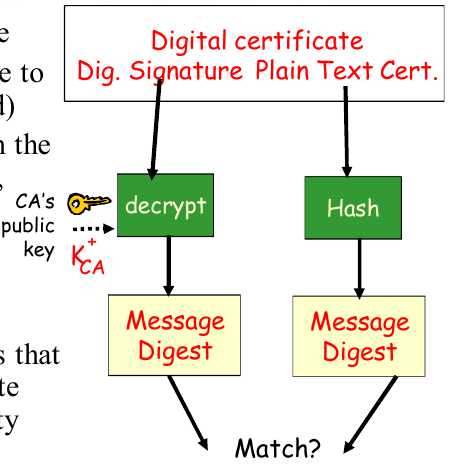 e
e to
d)
n the
,
s that
te
ty
Digital certificate
Dig. Signature Plain Text Cert.
CA's
public
key
K+CA
decrypt
Hash
Message
Digest
Message
Digest
Match?